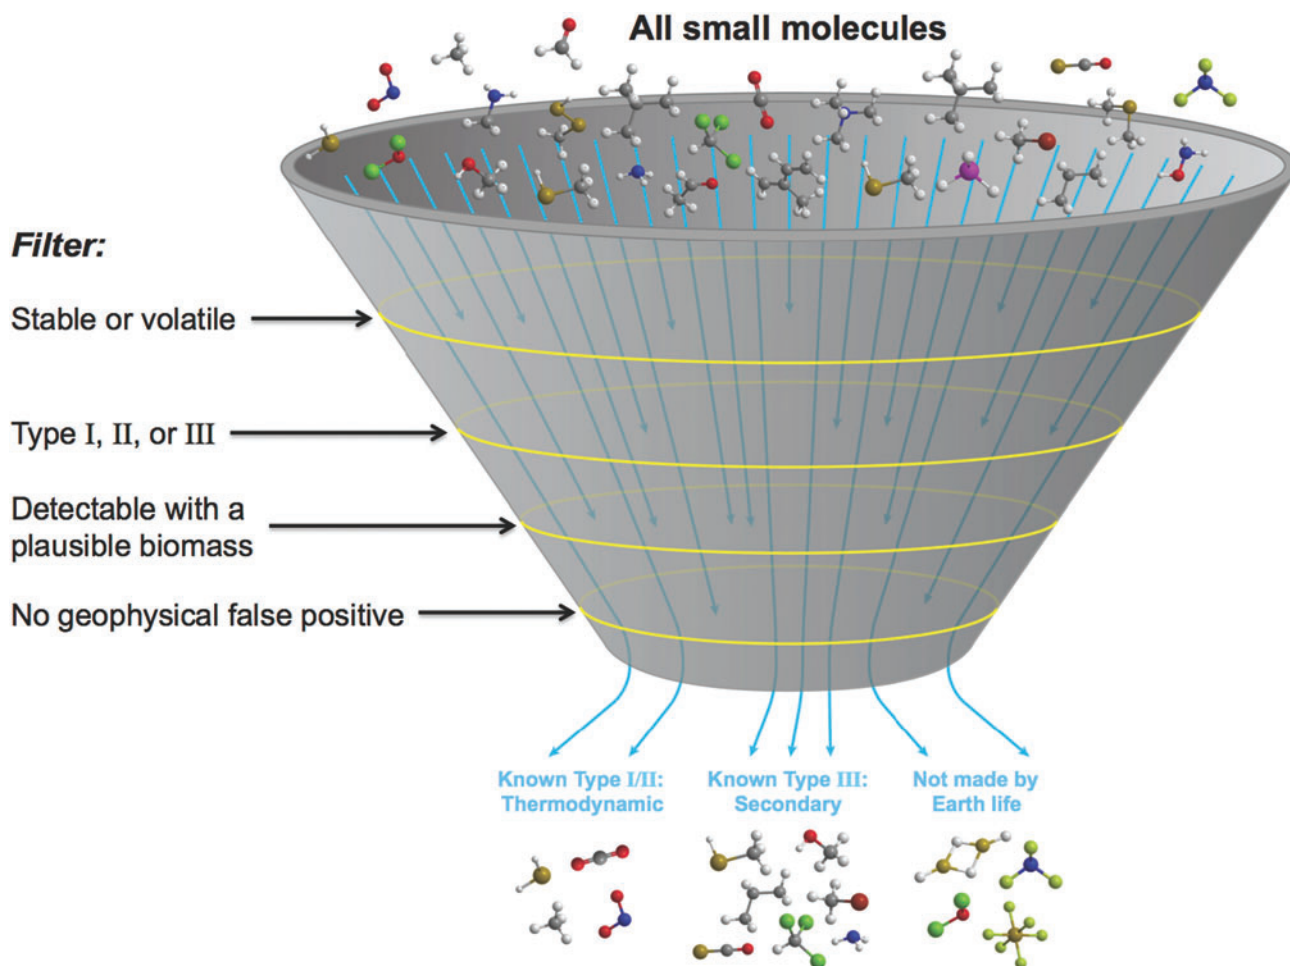 All small molecules
Filter:
Stable or volatile
Type I, II, or III
Detectable with a
plausible biomass
No geophysical false positive
Known Type I/II:
Thermodynamic
Known Type III:
Secondary
Not made by
Earth life